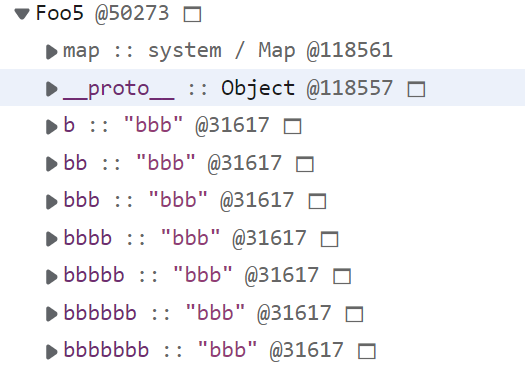 Foo5 @50273
map :: system / Map @118561
__proto__ :: Object @118557
b :: "bbb" @31617
bb :: "bbb" @31617
bbb :: "bbb" @31617
bbbb :: "bbb" @31617
bbbbb :: "bbb" @31617
bbbbbb :: "bbb" @31617
bbbbbbb :: "bbb" @31617